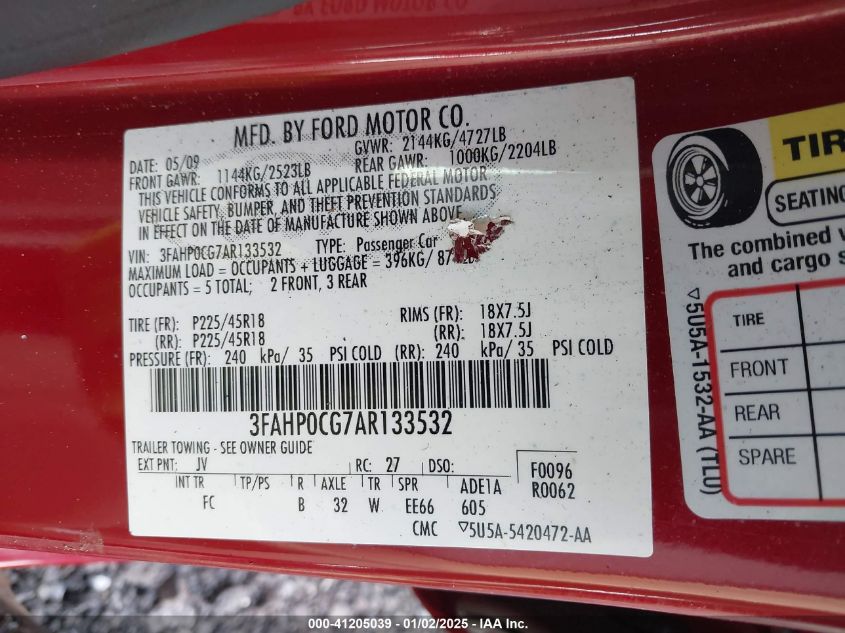 MFD. BY FORD MOTOR CO.
DATE: 05/09 GVWR: 2144KG/4727LB
FRONT GAWR: 1144KG/2523LB REAR GAWR: 1000KG/2204LB
THIS VEHICLE CONFORMS TO ALL APPLICABLE FEDERAL MOTOR
VEHICLE SAFETY, BUMPER, AND THEFT PREVENTION STANDARDS
IN EFFECT ON THE DATE OF MANUFACTURE SHOWN ABOVE
VIN: 3FAHP0CG7AR133532 TYPE: Passenger Car
MAXIMUM LOAD = OCCUPANTS + LUGGAGE = 396KG/
OCCUPANTS = 5 TOTAL; 2 FRONT, 3 REAR
TIRE (FR): P225/45R18 RIMS (FR): 18X7.5J
(RR): P225/45R18 (RR): 18X7.5J
PRESSURE (FR): 240 kPa/ 35 PSI COLD (RR): 240 kPa/ 35 PSI COLD
3FAHP0CG7AR133532
TRAILER TOWING - SEE OWNER GUIDE
EXT PNT: JV RC: 27 DSO: F0096
INT TR TP/PS R AXLE TR SPR ADE1A R0062
FC B 32 W EE66 605
CMC ▽5U5A-5420472-AA
TIR
SEATING
The combined
and cargo
▽5U5A-1532-AA (TL0)
TIRE
FRONT
REAR
SPARE
000-41205039 - 01/02/2025 - IAAI Inc.